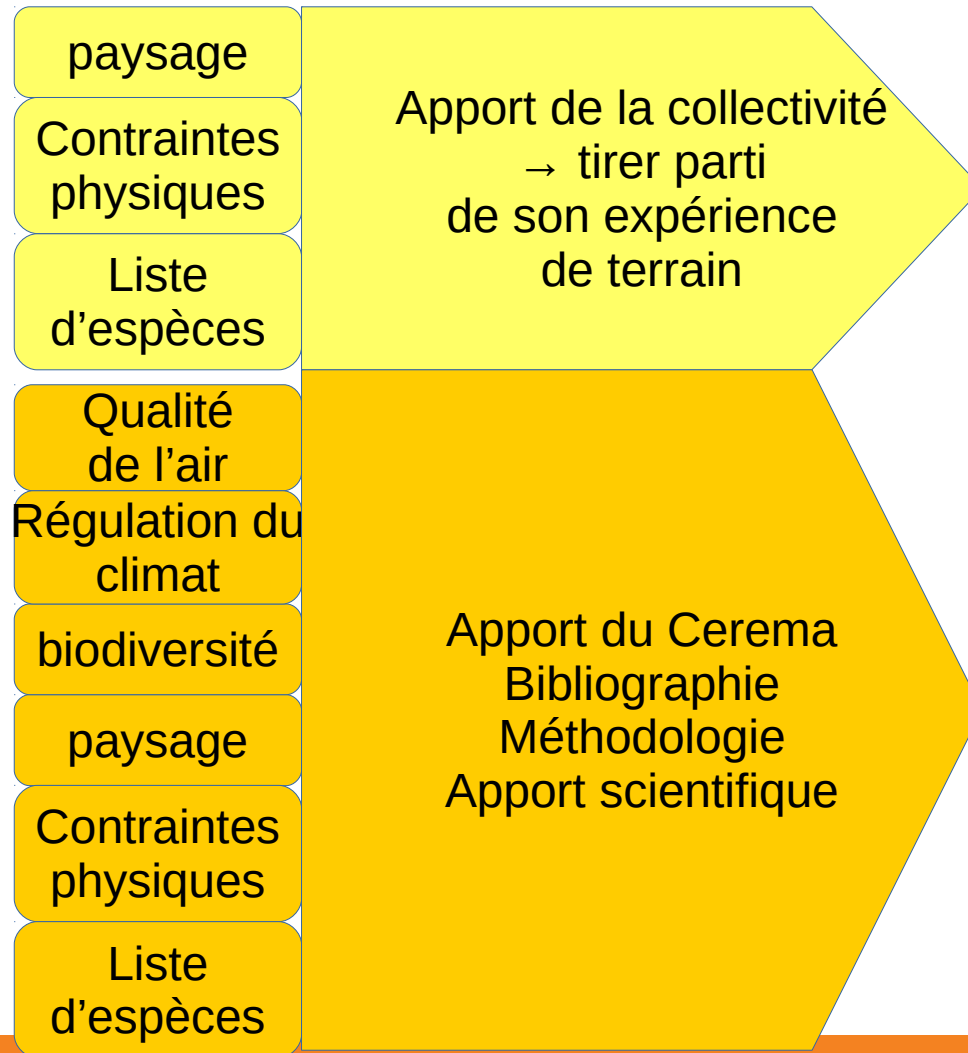 paysage
Contraintes
physiques
Liste
d'espèces
Apport de la collectivité
→ tirer parti
de son expérience
de terrain
Qualité
de l’air
Régulation du
climat
biodiversité
paysage
Contraintes
physiques
Liste
d'espèces
Apport du Cerema
Bibliographie
Méthodologie
Apport scientifique